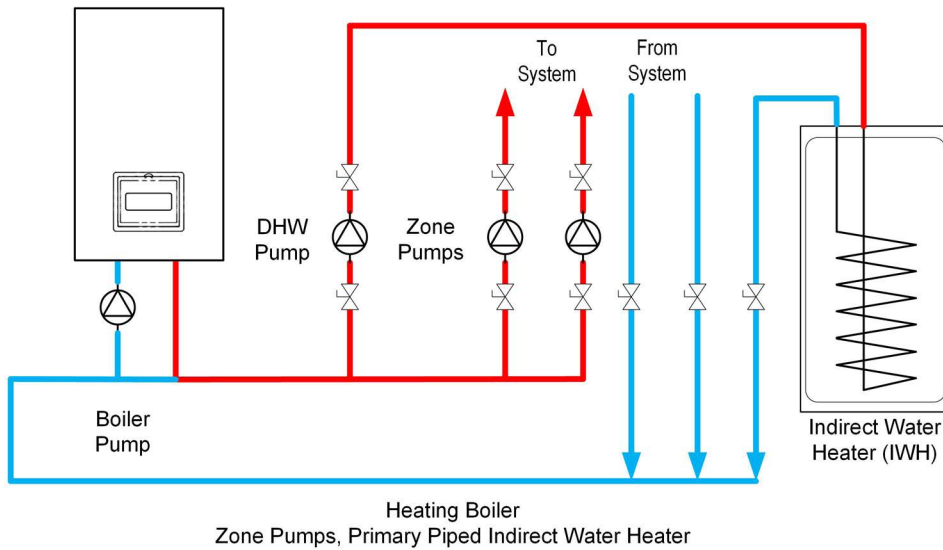 To
System
From
System
DHW
Pump
Zone
Pumps
Boiler
Pump
Indirect Water
Heater (IWH)
Heating Boiler
Zone Pumps, Primary Piped Indirect Water Heater